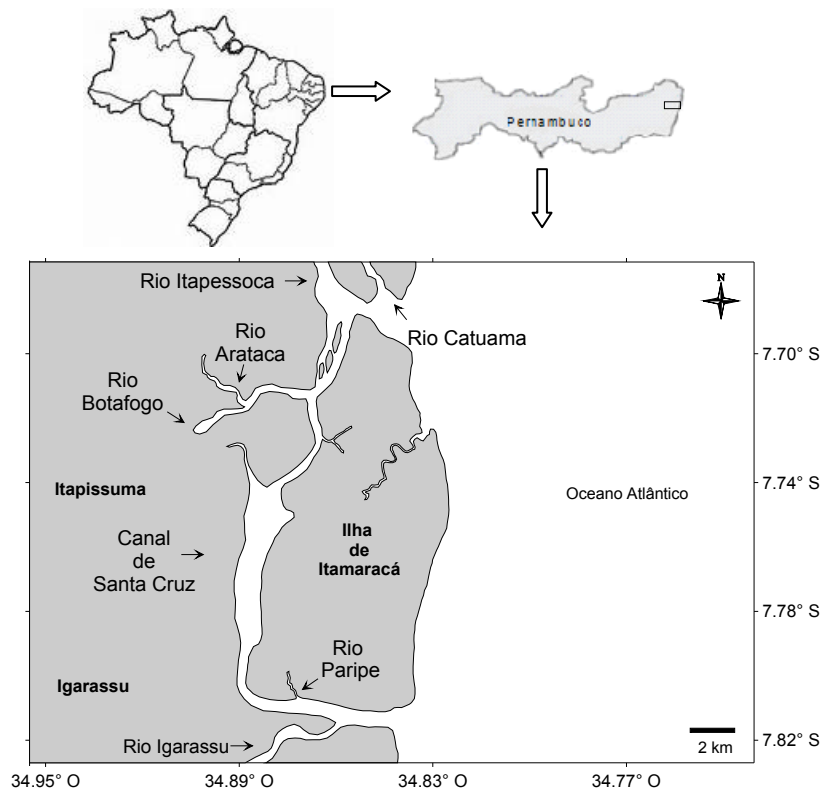 Pernambuco
Rio Itapessoca
N
Rio Catuama
Rio
Arataca
7.70° S
Rio
Botafogo
7.74° S
Itapissuma
Oceano Atlântico
Canal
de
Santa Cruz
Ilha
de
Itamaracá
7.78° S
Rio
Paripe
Igarassu
Rio Igarassu
2 km
7.82° S
34.95° O
34.89° O
34.83° O
34.77° O